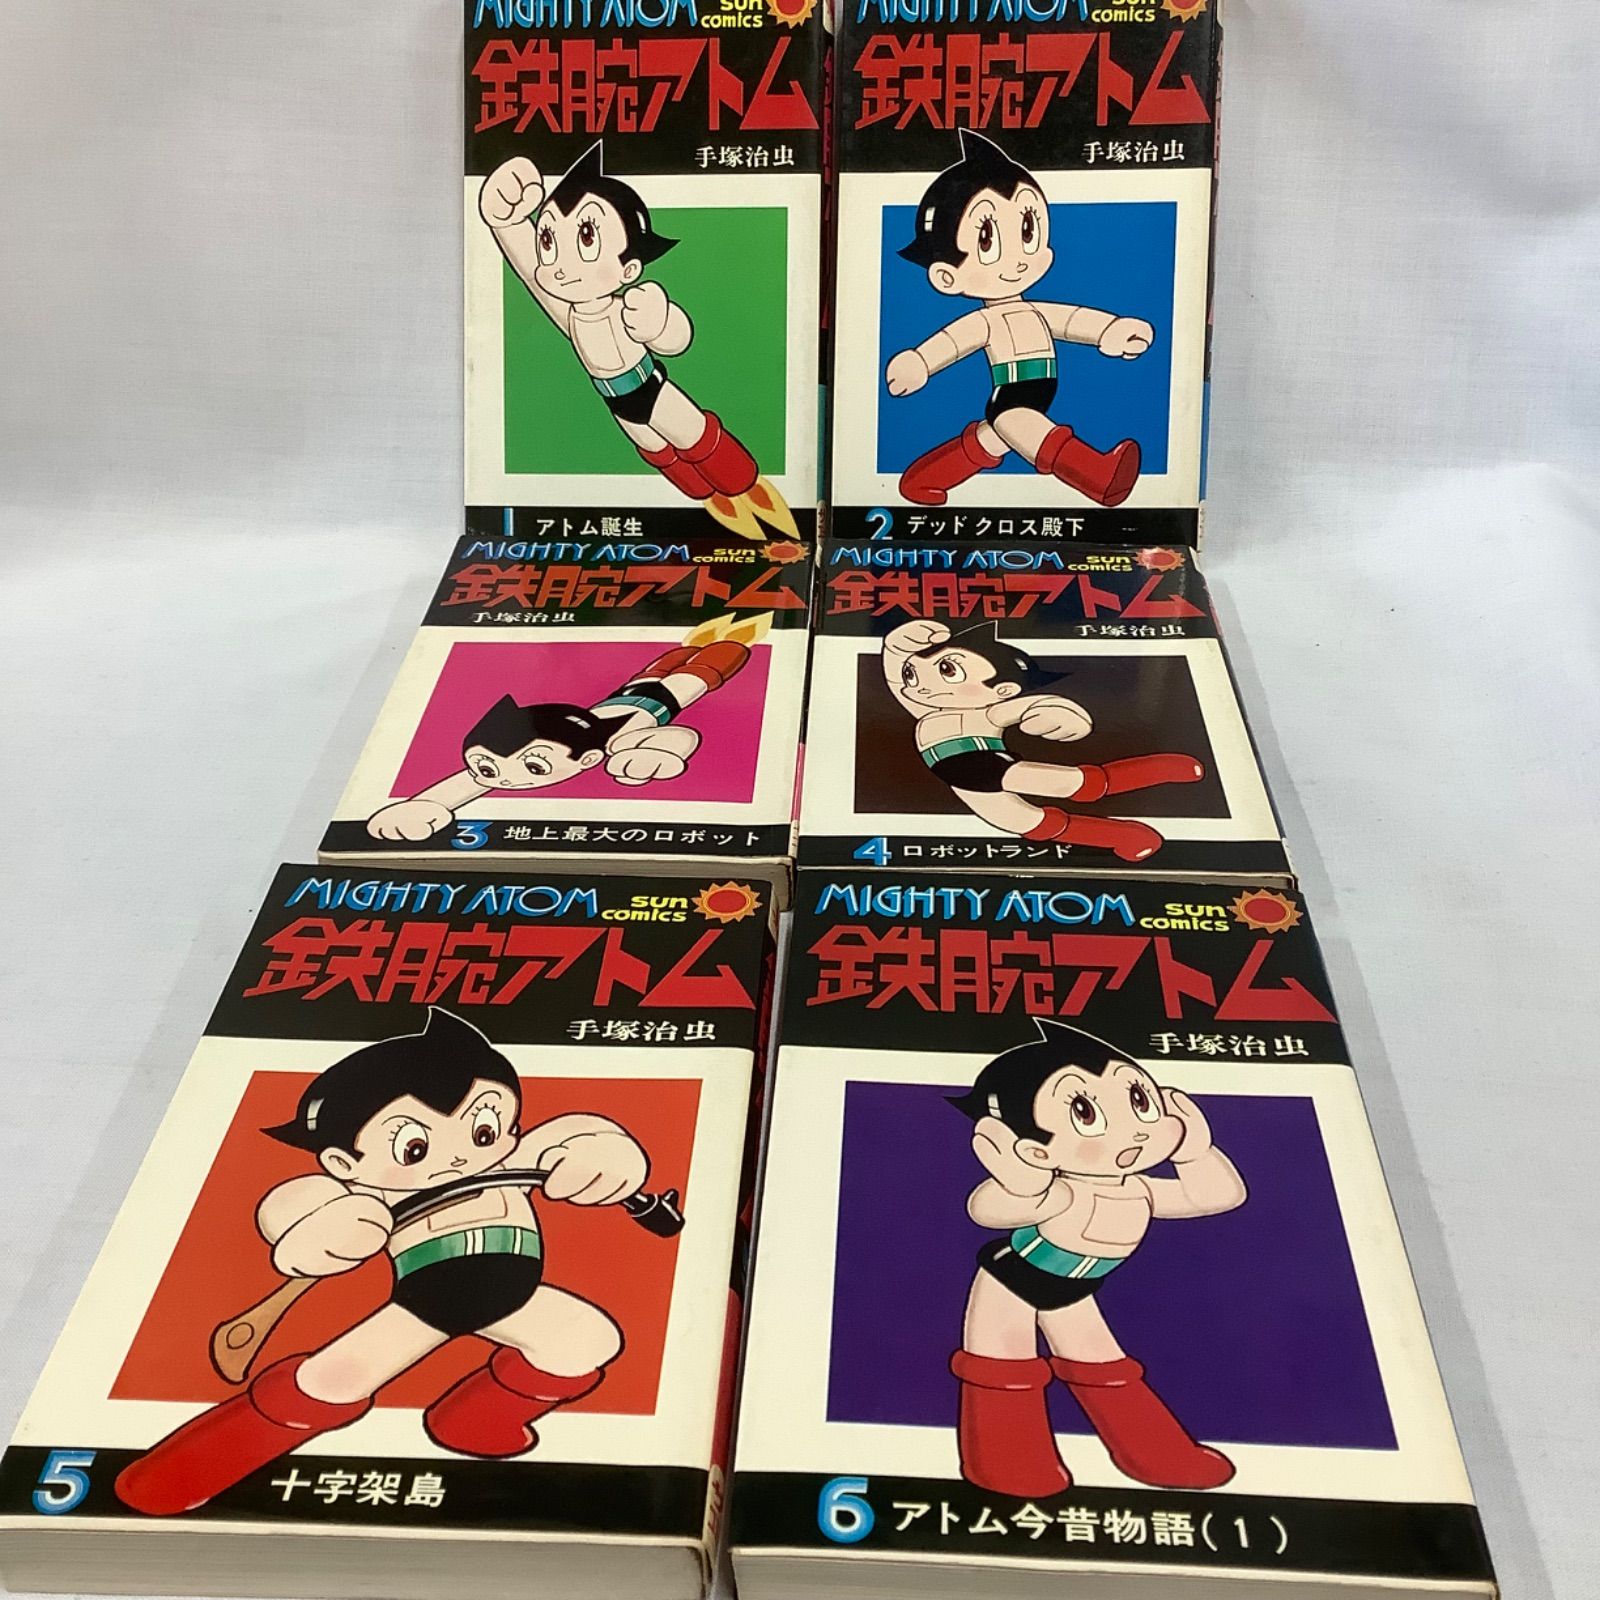 MIGHTY ATOM
sun
comics
鉄腕アトム
手塚治虫
1 アトム誕生
MIGHTY ATOM
sun
comics
鉄腕アトム
手塚治虫
2 デッドクロス殿下
MIGHTY ATOM
sun
comics
鉄腕アトム
手塚治虫
3 地上最大のロボット
MIGHTY ATOM
sun
comics
鉄腕アトム
手塚治虫
4 ロボットランド
MIGHTY ATOM
sun
comics
鉄腕アトム
手塚治虫
5 十字架島
MIGHTY ATOM
sun
comics
鉄腕アトム
手塚治虫
6 アトム今昔物語(1)